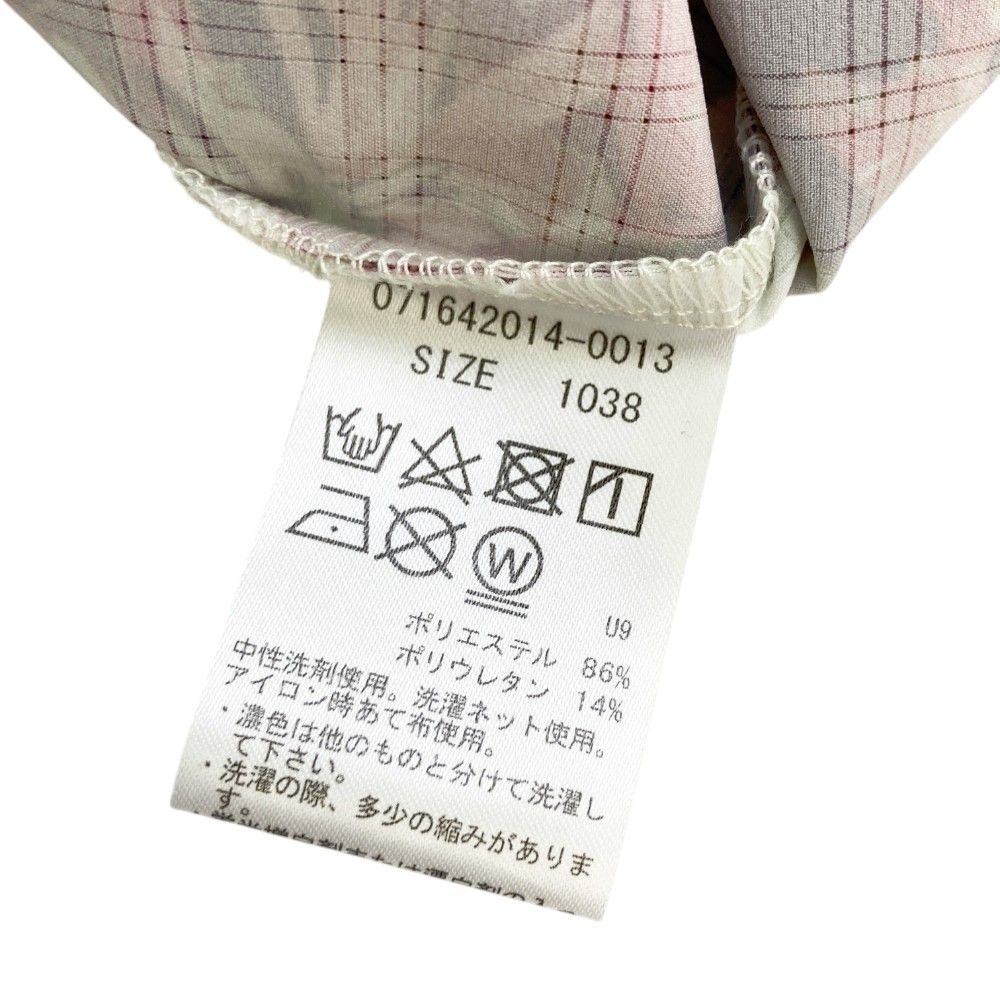 071642014-0013
SIZE 1038
W
U9
ポリエステル 86%
ポリウレタン 14%
中性洗剤使用。洗濯ネット使用。
アイロン時あて布使用。
・濃色は他のものと分けて洗濯し
て下さい。
・洗濯の際、多少の縮みがありま
す。